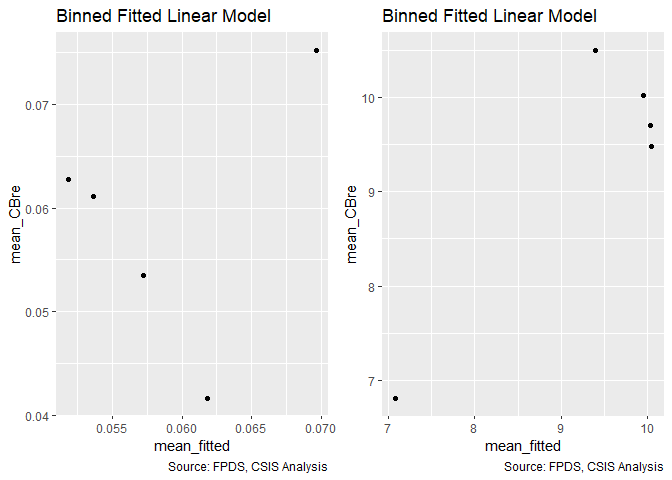 Binned Fitted Linear Model
mean_CBre
0.07
0.06
0.05
0.04
0.055
0.060
0.065
0.070
mean_fitted
Source: FPDS, CSIS Analysis
Binned Fitted Linear Model
mean_CBre
10
9
8
7
7
8
9
10
mean_fitted
Source: FPDS, CSIS Analysis